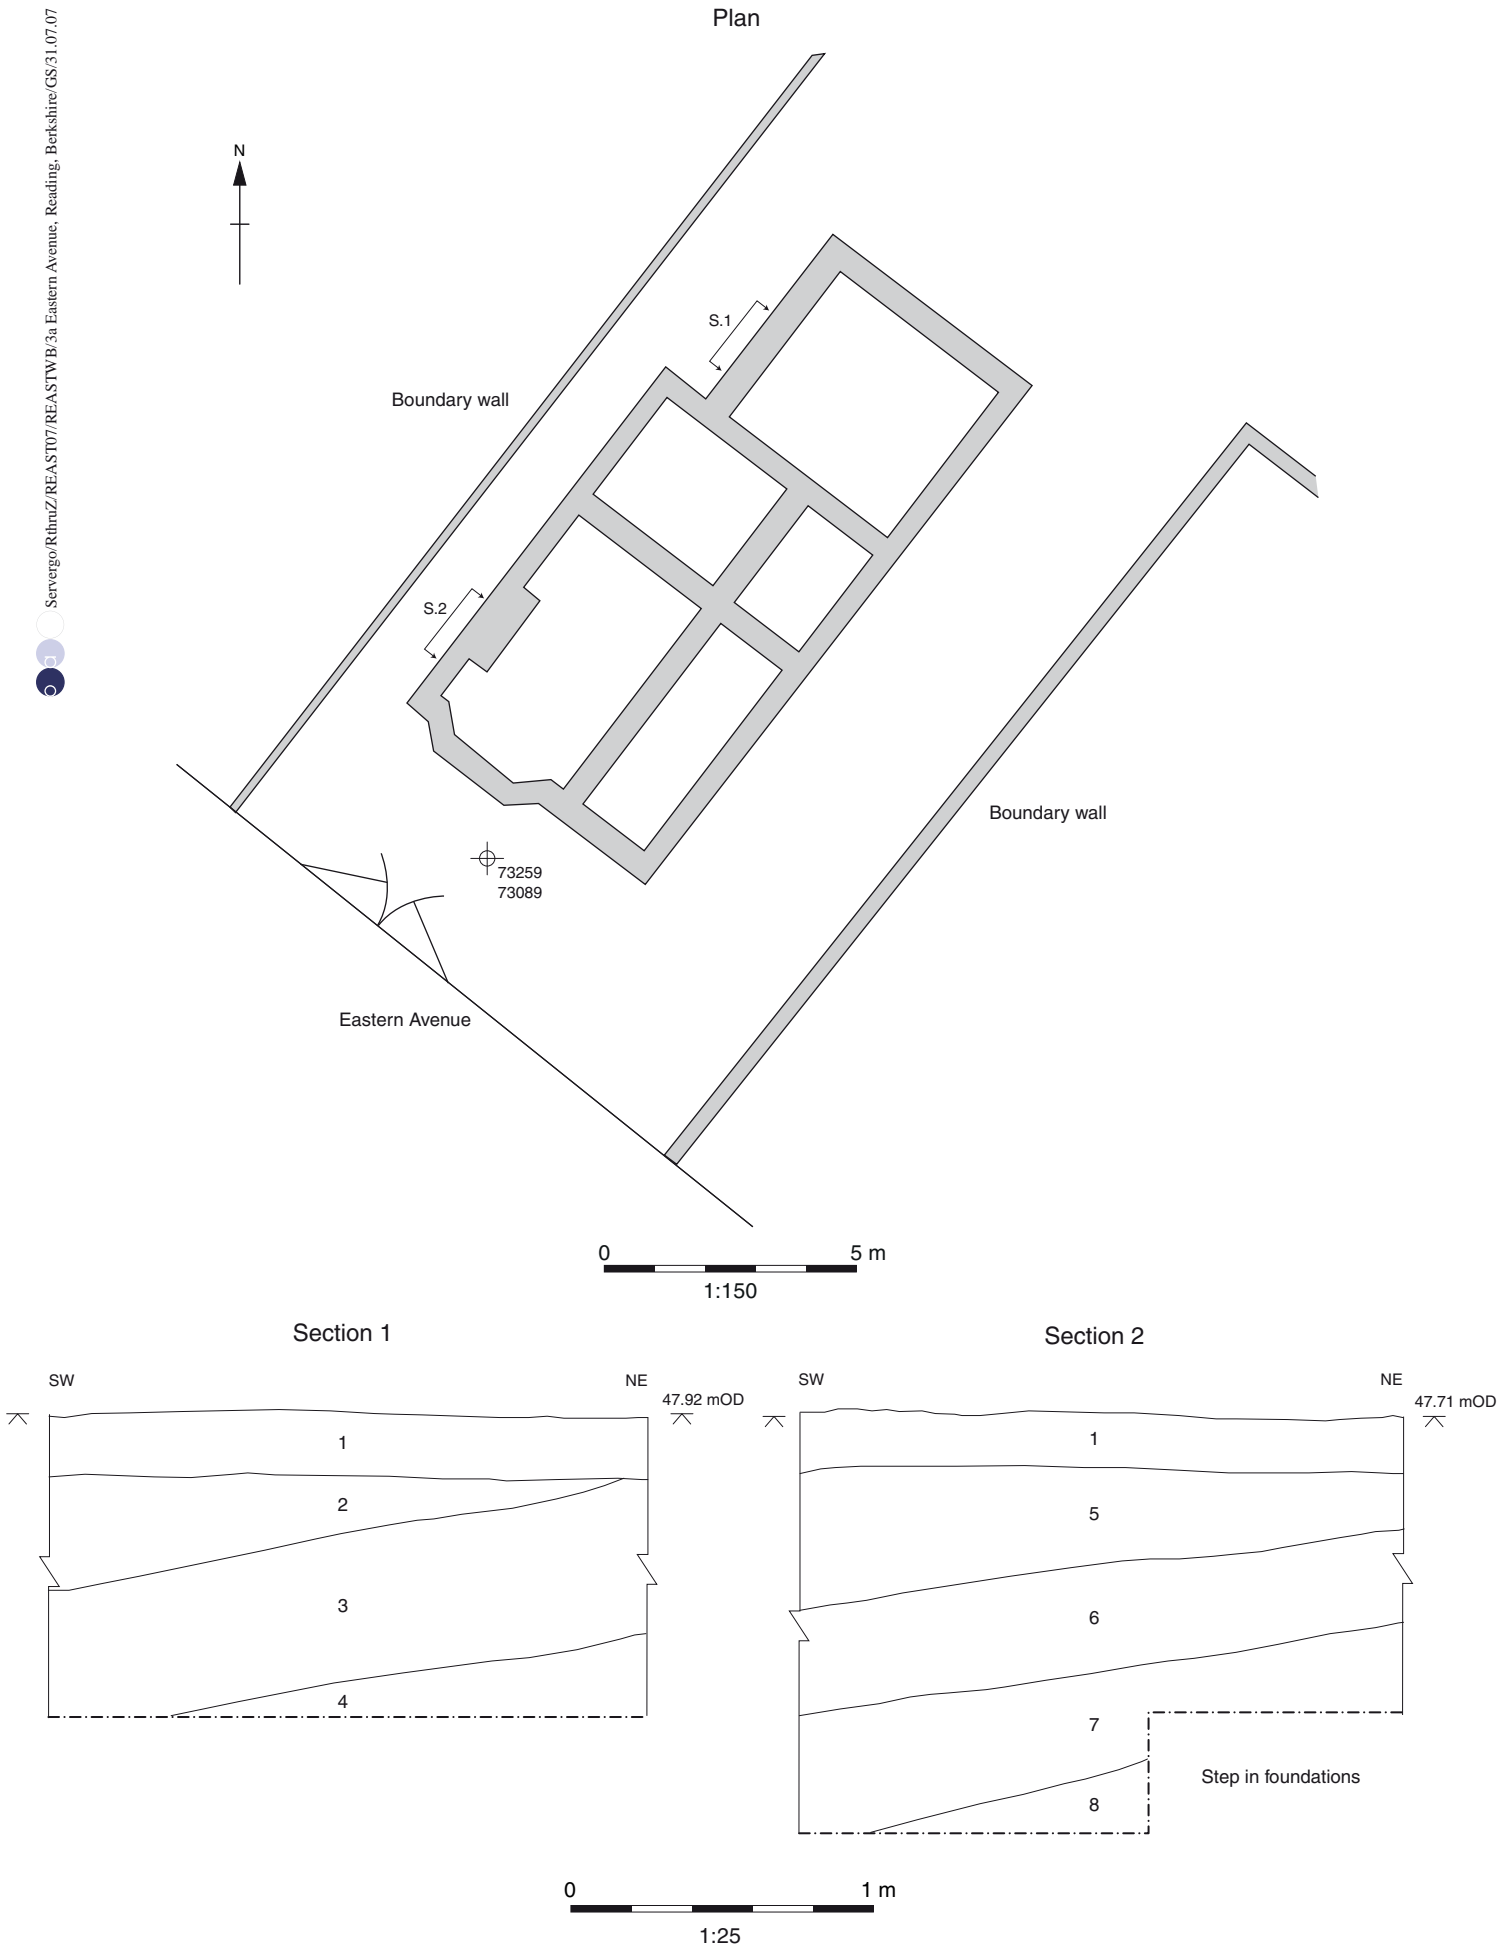 Plan
Servergo/RthruZ/REAST07/REASTWB/3a Eastern Avenue, Reading, Berkshire/GS/31.07.07
N
S.1
Boundary wall
S.2
Boundary wall
73259
73089
Eastern Avenue
0 5 m
1:150
Section 1
SW NE
47.92 mOD
1
2
3
4
Section 2
SW NE
47.71 mOD
1
5
6
7
Step in foundations
8
0 1 m
1:25